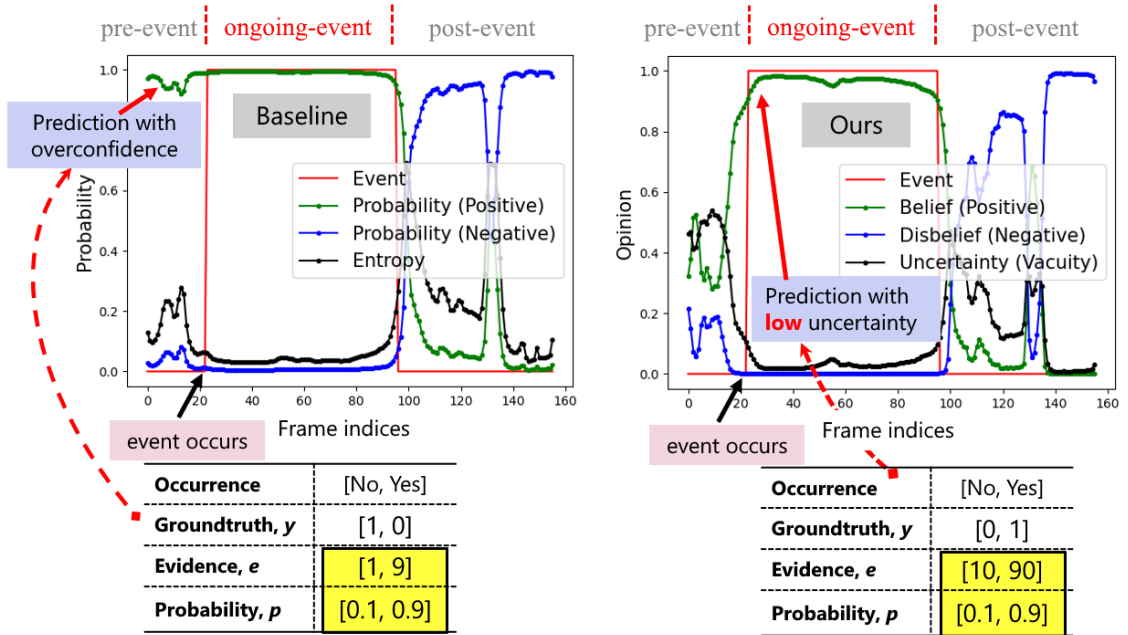 pre-event ongoing-event post-event
Baseline
Prediction with
overconfidence
Event
Probability (Positive)
Probability (Negative)
Entropy
Probability
1.0
0.8
0.6
0.4
0.2
0.0
0 20 40 60 80 100 120 140 160
event occurs
Frame indices
Occurrence [No, Yes]
Groundtruth, y [1, 0]
Evidence, e [1, 9]
Probability, p [0.1, 0.9]
pre-event ongoing-event post-event
Ours
Event
Belief (Positive)
Disbelief (Negative)
Uncertainty (Vacuity)
Opinion
1.0
0.8
0.6
0.4
0.2
0.0
Prediction with
low uncertainty
0 20 40 60 80 100 120 140 160
event occurs
Frame indices
Occurrence [No, Yes]
Groundtruth, y [0, 1]
Evidence, e [10, 90]
Probability, p [0.1, 0.9]